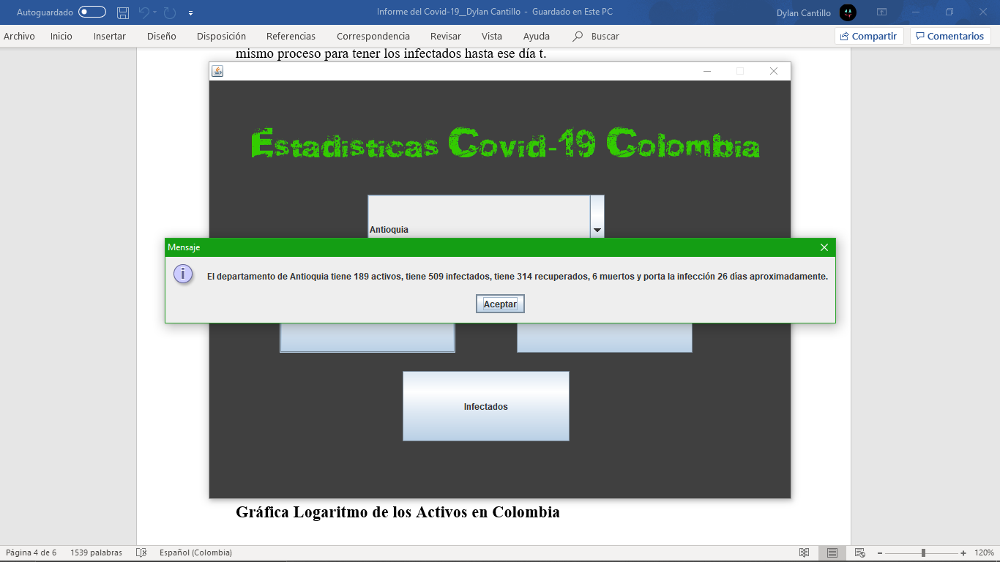 Autoguardado
Informe del Covid-19__Dylan Cantillo - Guardado en Este PC
Dylan Cantillo
Archivo Inicio Insertar Diseño Disposición Referencias Correspondencia Revisar Vista Ayuda Buscar Compartir Comentarios
mismo proceso para tener los infectados hasta ese día t.
Estadisticas Covid-19 Colombia
Antioquia
Mensaje
El departamento de Antioquia tiene 189 activos, tiene 509 infectados, tiene 314 recuperados, 6 muertos y porta la infección 26 días aproximadamente.
Aceptar
Infectados
Gráfica Logaritmo de los Activos en Colombia
Página 4 de 6 1539 palabras Español (Colombia) 120%